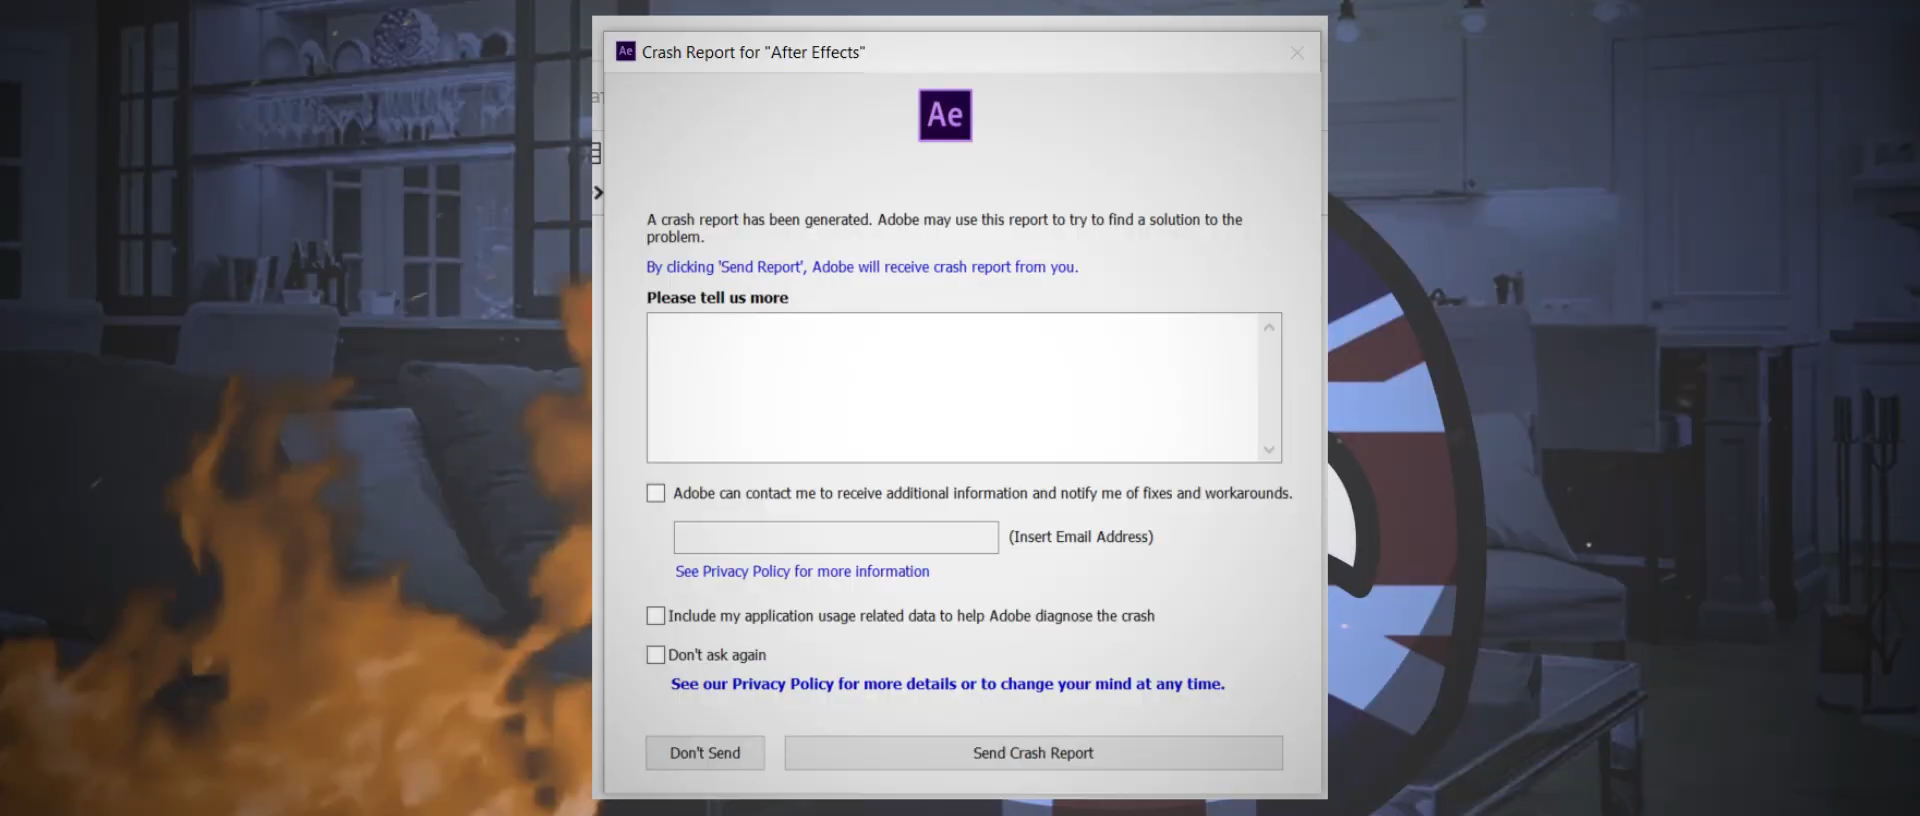 Ae Crash Report for "After Effects"
Ae
A crash report has been generated. Adobe may use this report to try to find a solution to the
problem.
By clicking 'Send Report', Adobe will receive crash report from you.
Please tell us more
Adobe can contact me to receive additional information and notify me of fixes and workarounds.
(Insert Email Address)
See Privacy Policy for more information
Include my application usage related data to help Adobe diagnose the crash
Don't ask again
See our Privacy Policy for more details or to change your mind at any time.
Don't Send
Send Crash Report